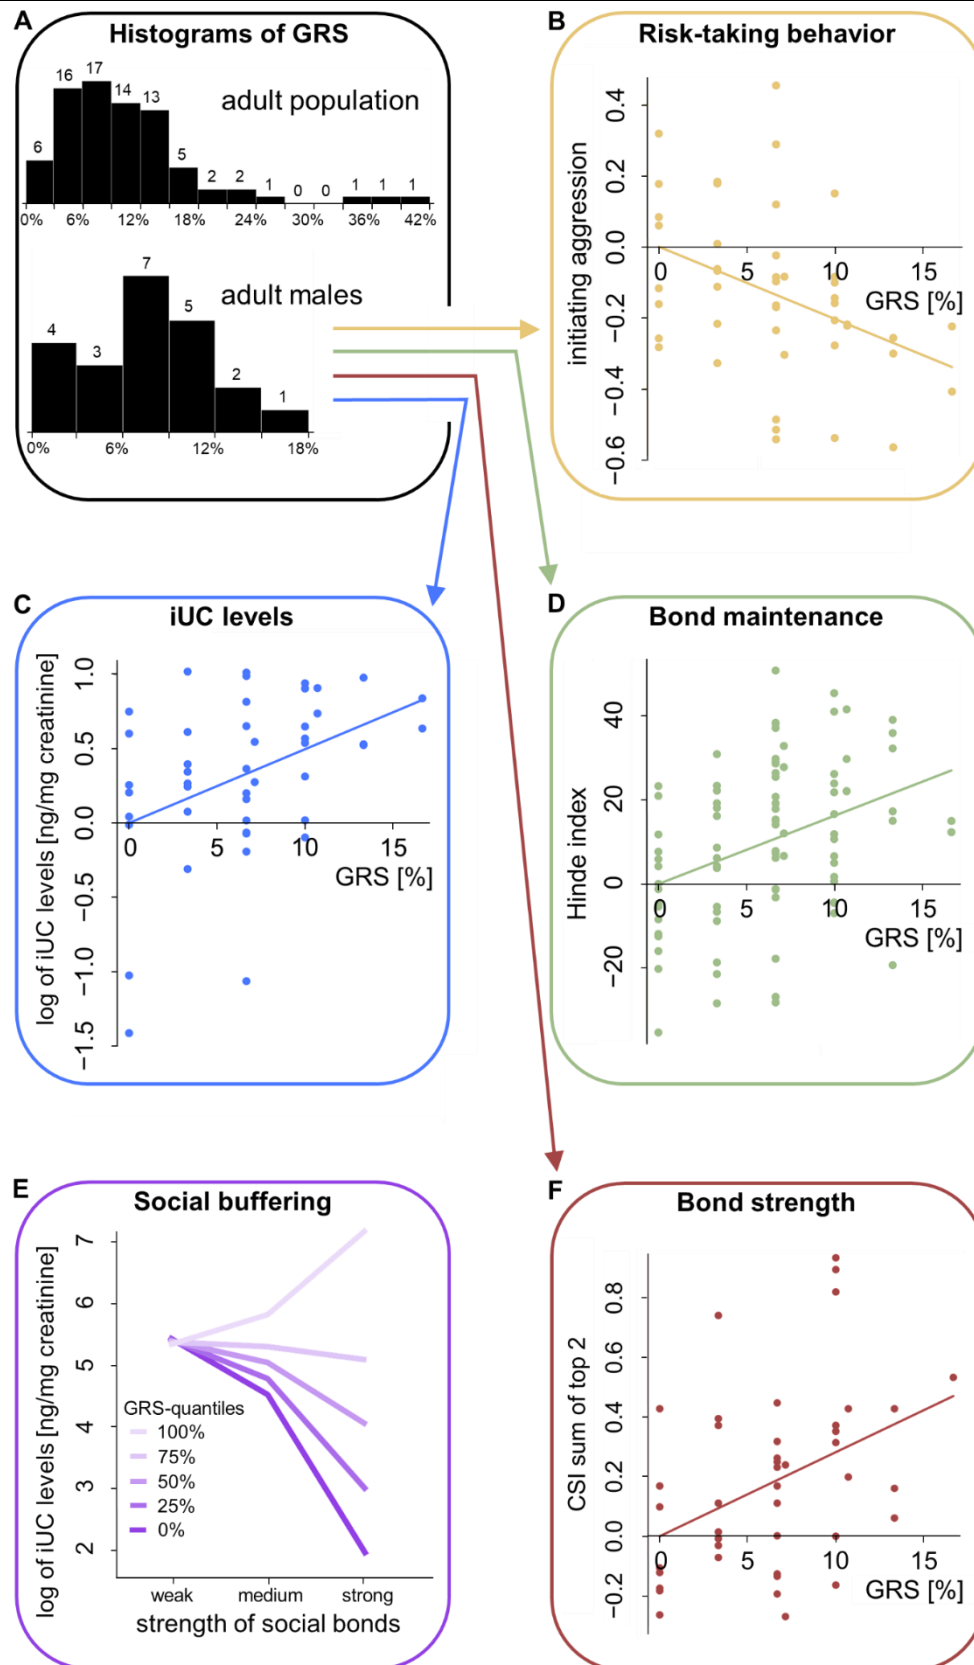 A
Histograms of GRS
16 17 14 13
6 5 2 2 1 0 0 1 1 1
adult population
0% 6% 12% 18% 24% 30% 36% 42%
7
5
4
3
2
1
adult males
0% 6% 12% 18%
B
Risk-taking behavior
initiating aggression
0.4
0.2
0.0
−0.2
−0.4
−0.6
0 5 10 15
GRS [%]
C
iUC levels
log of iUC levels [ng/mg creatinine]
1.0
0.5
0.0
−0.5
−1.0
−1.5
0 5 10 15
GRS [%]
D
Bond maintenance
Hinde index
40
20
0
−20
0 5 10 15
GRS [%]
E
Social buffering
log of iUC levels [ng/mg creatinine]
7
6
5
4
3
2
GRS-quantiles
100%
75%
50%
25%
0%
weak medium strong
strength of social bonds
F
Bond strength
CSI sum of top 2
0.8
0.6
0.4
0.2
0.0
−0.2
0 5 10 15
GRS [%]